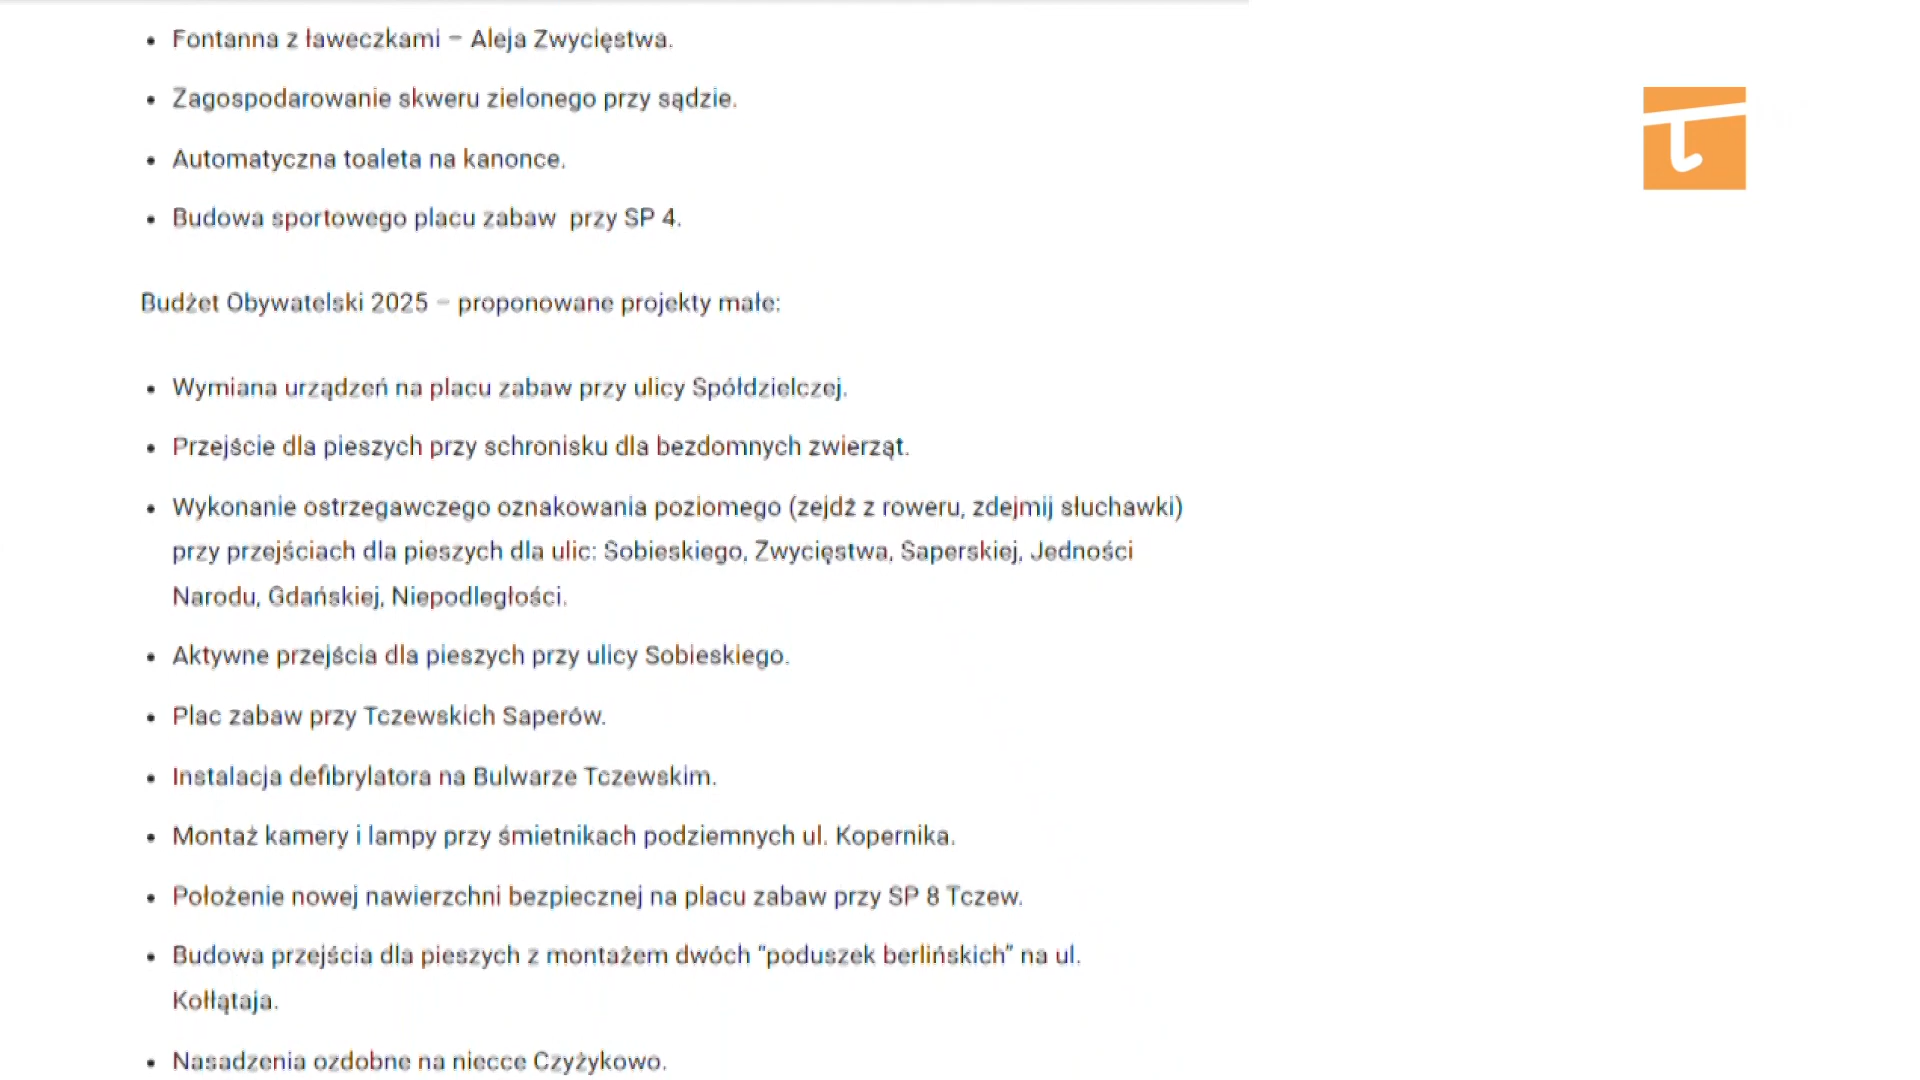 • Fontanna z ławeczkami – Aleja Zwycięstwa.
• Zagospodarowanie skweru zielonego przy sądzie.
• Automatyczna toaleta na kanonce.
• Budowa sportowego placu zabaw przy SP 4.
Budżet Obywatelski 2025 – proponowane projekty małe:
• Wymiana urządzeń na placu zabaw przy ulicy Spółdzielczej.
• Przejście dla pieszych przy schronisku dla bezdomnych zwierząt.
• Wykonanie ostrzegawczego oznakowania poziomego (zejdź z roweru, zdejmij słuchawki)
przy przejściach dla pieszych dla ulic: Sobieskiego, Zwycięstwa, Saperskiej, Jedności
Narodu, Gdańskiej, Niepodległości.
• Aktywne przejścia dla pieszych przy ulicy Sobieskiego.
• Plac zabaw przy Tczewskich Saperów.
• Instalacja defibrylatora na Bulwarze Tczewskim.
• Montaż kamery i lampy przy śmietnikach podziemnych ul. Kopernika.
• Położenie nowej nawierzchni bezpiecznej na placu zabaw przy SP 8 Tczew.
• Budowa przejścia dla pieszych z montażem dwóch “poduszek berlińskich” na ul.
Kołłątaja.
• Nasadzenia ozdobne na niecce Czyżykowo.